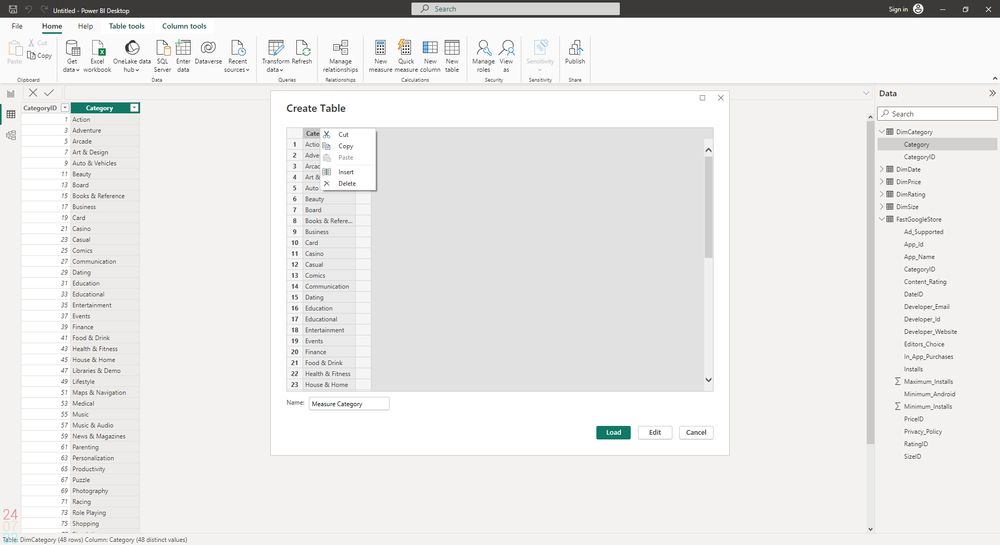 Untitled - Power BI Desktop
Search
Sign in
File
Home
Help
Table tools
Column tools
Paste
Cut
Copy
Get data
Excel workbook
OneLake data hub
SQL Server
Enter data
Dataverse
Recent sources
Transform data
Refresh
Manage relationships
New measure
Quick measure
New column
New table
Manage roles
View as
Sensitivity
Publish
Clipboard
Data
Queries
Relationships
Calculations
Security
Sensitivity
Share
CategoryID Category
1 Action
3 Adventure
5 Arcade
7 Art & Design
9 Auto & Vehicles
11 Beauty
13 Board
15 Books & Reference
17 Business
19 Card
21 Casino
23 Casual
25 Comics
27 Communication
29 Dating
31 Education
33 Educational
35 Entertainment
37 Events
39 Finance
41 Food & Drink
43 Health & Fitness
45 House & Home
47 Libraries & Demo
49 Lifestyle
51 Maps & Navigation
53 Medical
55 Music
57 Music & Audio
59 News & Magazines
61 Parenting
63 Personalization
65 Productivity
67 Puzzle
69 Photography
71 Racing
73 Role Playing
75 Shopping
24
07
Table: DimCategory (48 rows) Column: Category (48 distinct values)
Create Table
Cate
1 Actio
2 Adve
3 Arcad
4 Art &
5 Auto
6 Beauty
7 Board
8 Books & Refere...
9 Business
10 Card
11 Casino
12 Casual
13 Comics
14 Communication
15 Dating
16 Education
17 Educational
18 Entertainment
19 Events
20 Finance
21 Food & Drink
22 Health & Fitness
23 House & Home
Cut
Copy
Paste
Insert
Delete
Name: Measure Category
Load
Edit
Cancel
Data
Search
DimCategory
Category
CategoryID
DimDate
DimPrice
DimRating
DimSize
FastGoogleStore
Ad_Supported
App_Id
App_Name
CategoryID
Content_Rating
DateID
Developer_Email
Developer_Id
Developer_Website
Editors_Choice
In_App_Purchases
Installs
Maximum_Installs
Minimum_Android
Minimum_Installs
PriceID
Privacy_Policy
RatingID
SizeID